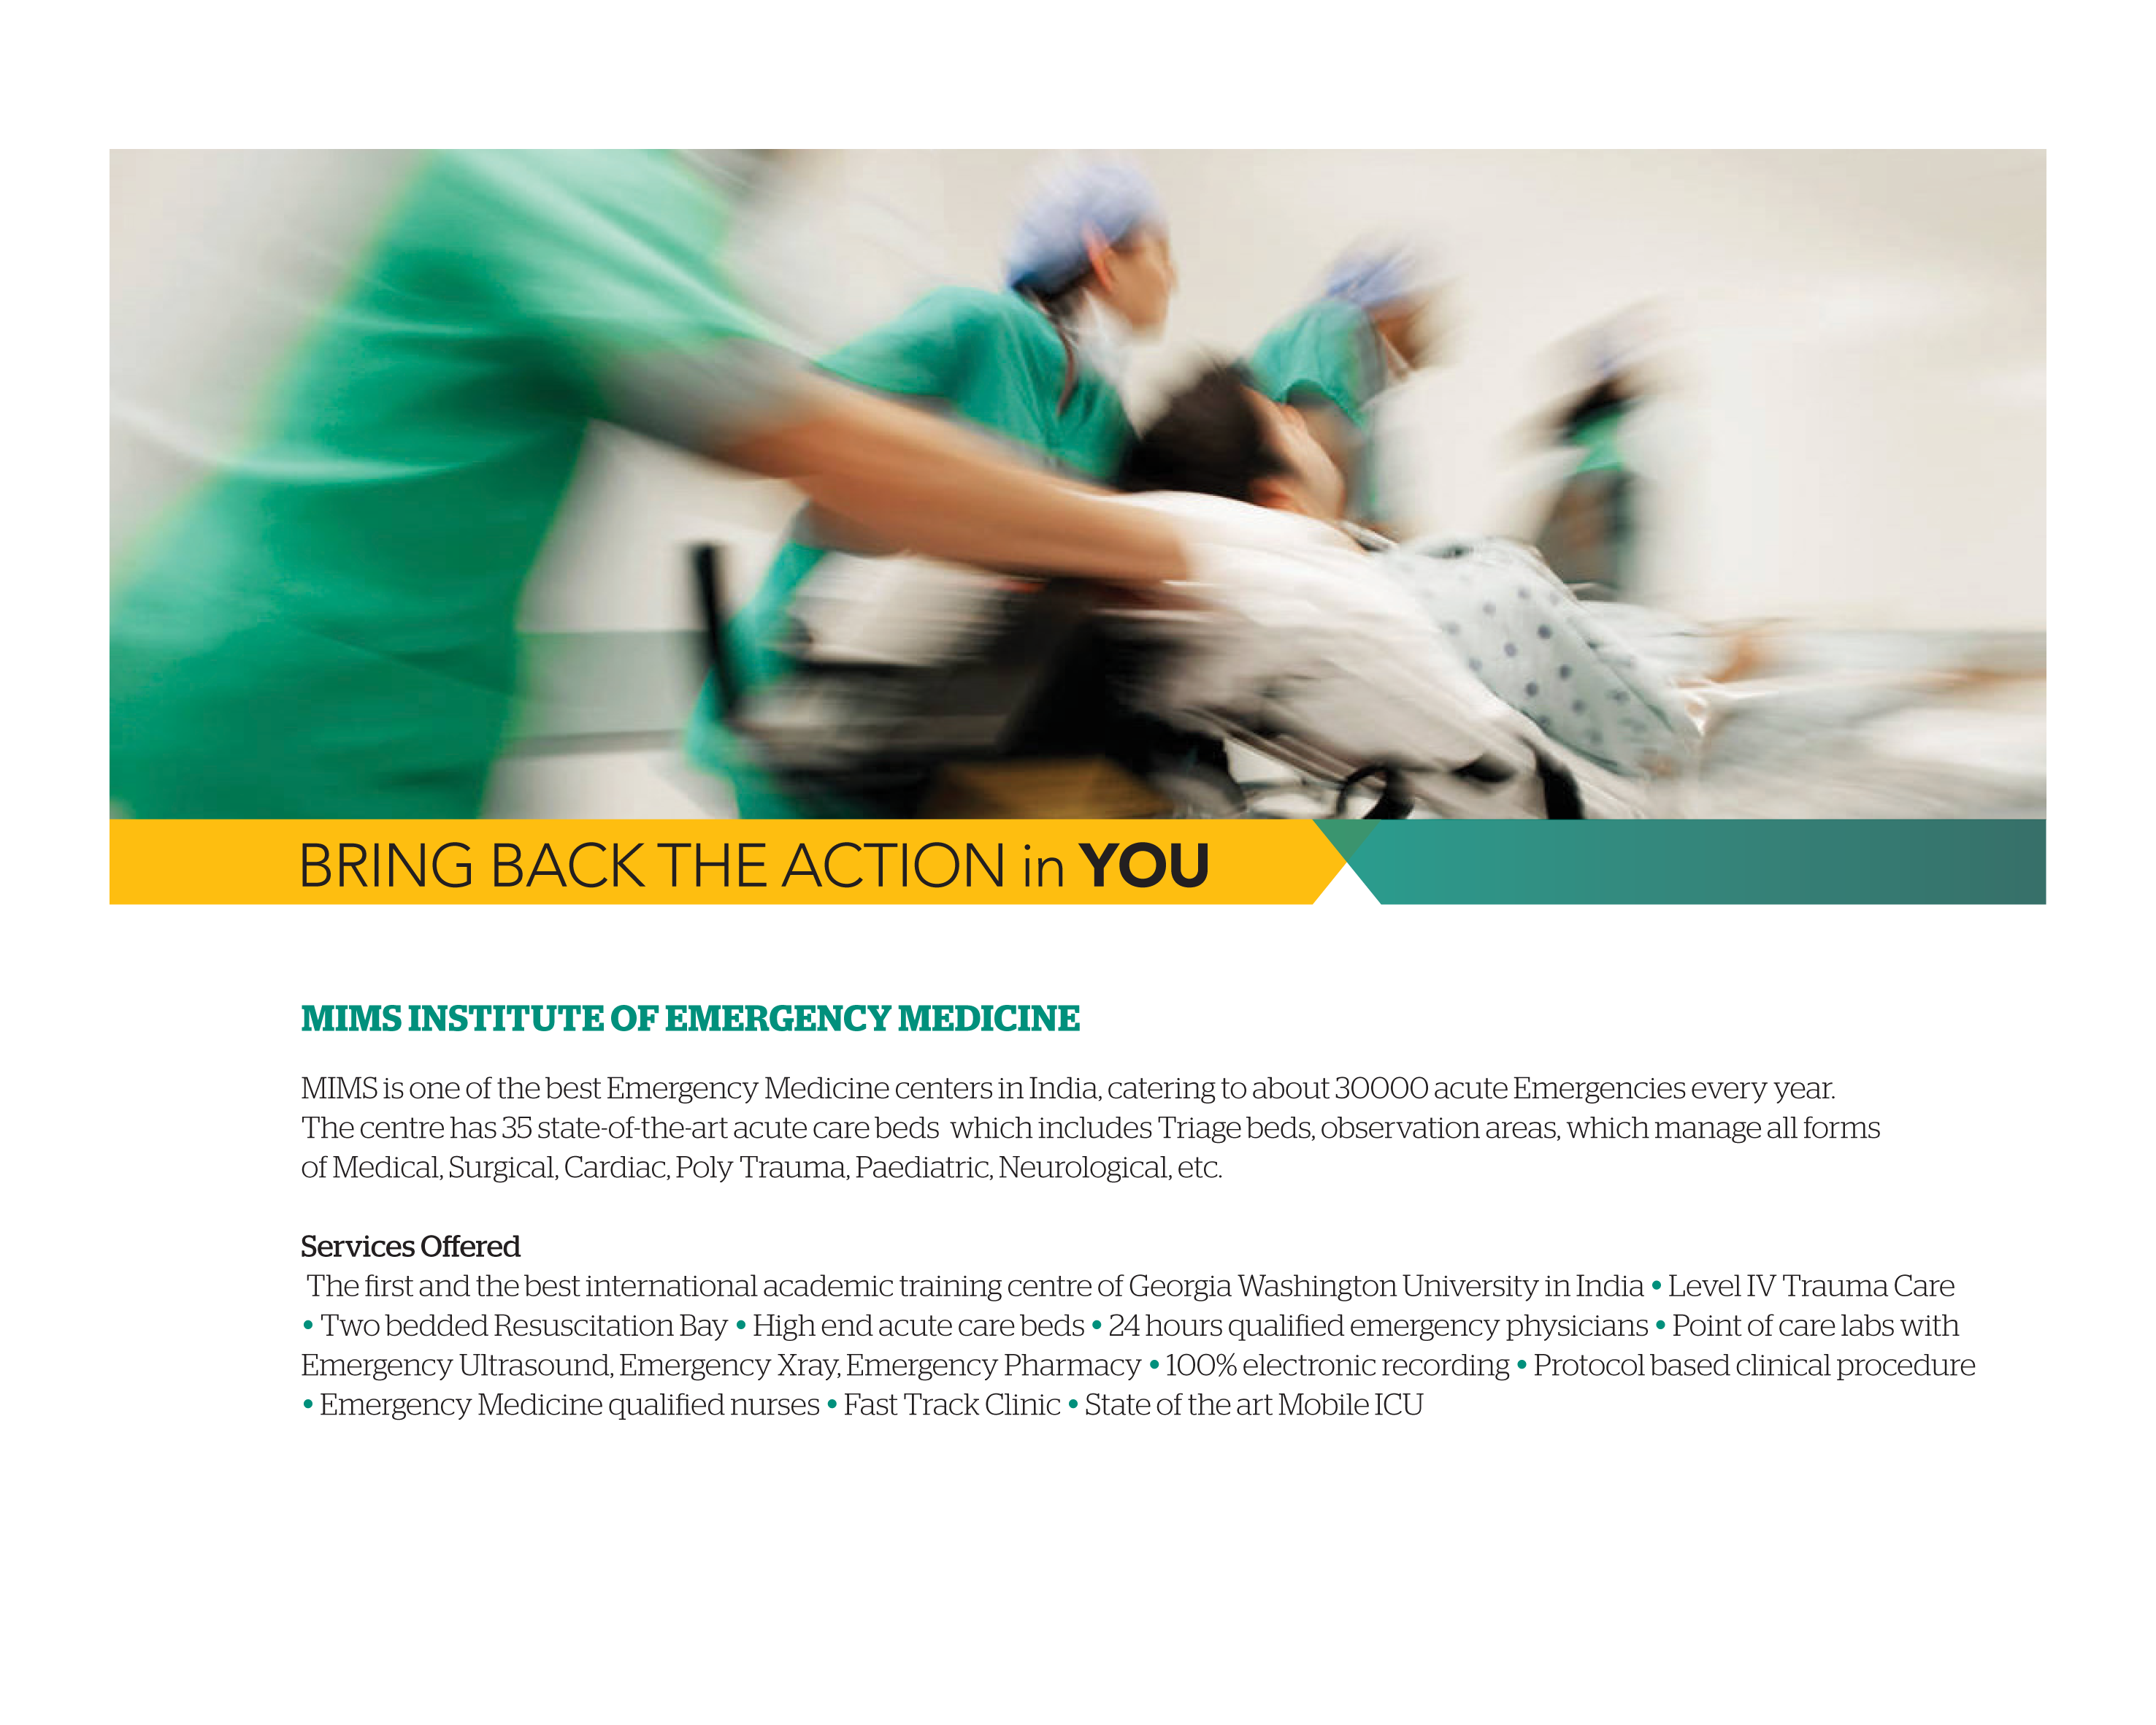 BRING BACK THE ACTION in YOU
MIMS INSTITUTE OF EMERGENCY MEDICINE
MIMS is one of the best Emergency Medicine centers in India, catering to about 30000 acute Emergencies every year.
The centre has 35 state-of-the-art acute care beds  which includes Triage beds, observation areas, which manage all forms
of Medical, Surgical, Cardiac, Poly Trauma, Paediatric, Neurological, etc.
Services Offered
The first and the best international academic training centre of Georgia Washington University in India • Level IV Trauma Care
• Two bedded Resuscitation Bay • High end acute care beds • 24 hours qualified emergency physicians • Point of care labs with
Emergency Ultrasound, Emergency Xray, Emergency Pharmacy • 100% electronic recording • Protocol based clinical procedure
• Emergency Medicine qualified nurses • Fast Track Clinic • State of the art Mobile ICU